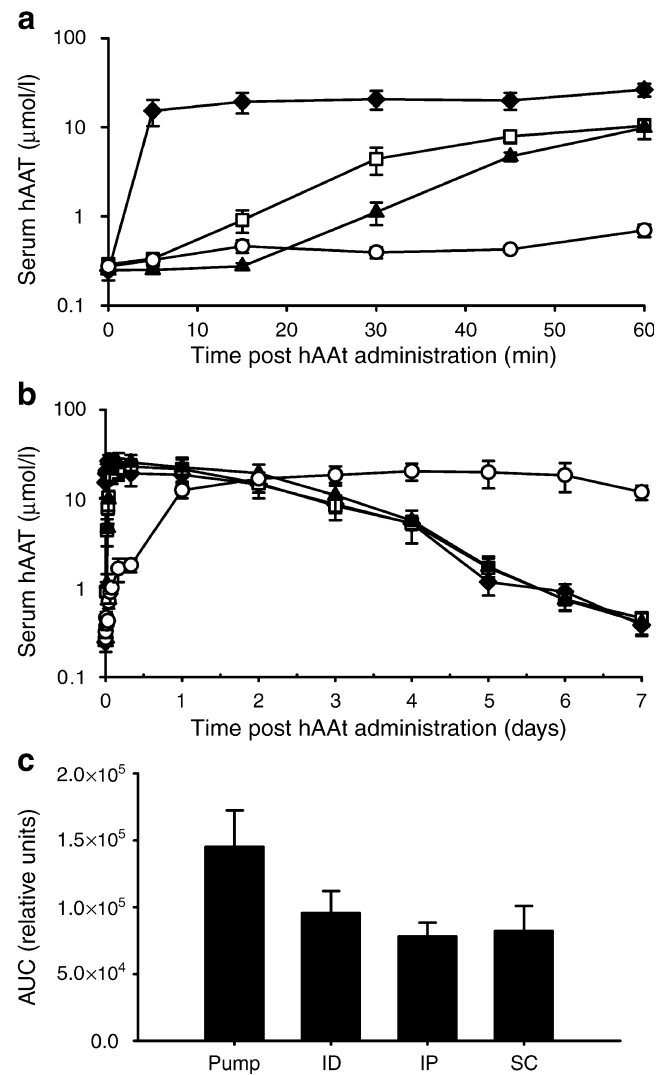 a
100
10
1
0.1
Serum hAAT (μmol/l)
0 10 20 30 40 50 60
Time post hAAt administration (min)
b
100
10
1
0.1
Serum hAAT (μmol/l)
0 1 2 3 4 5 6 7
Time post hAAt administration (days)
c
2.0×10⁵
1.5×10⁵
1.0×10⁵
5.0×10⁴
0.0
AUC (relative units)
Pump ID IP SC